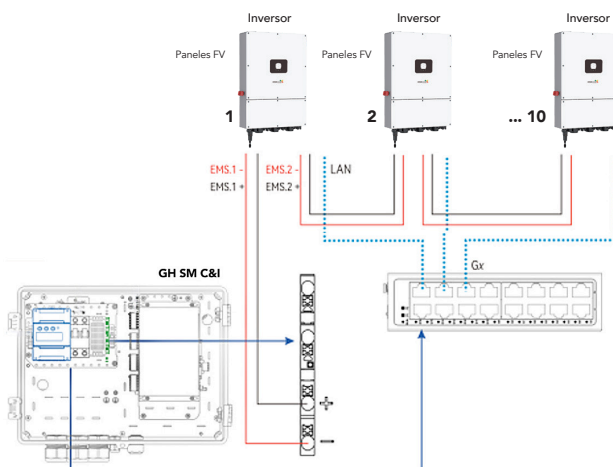 Inversor
Inversor
Inversor
Paneles FV
Paneles FV
Paneles FV
1
2
... 10
EMS.1 -
EMS.2 -
LAN
EMS.1 +
EMS.2 +
Gx
GH SM C&I
+
−